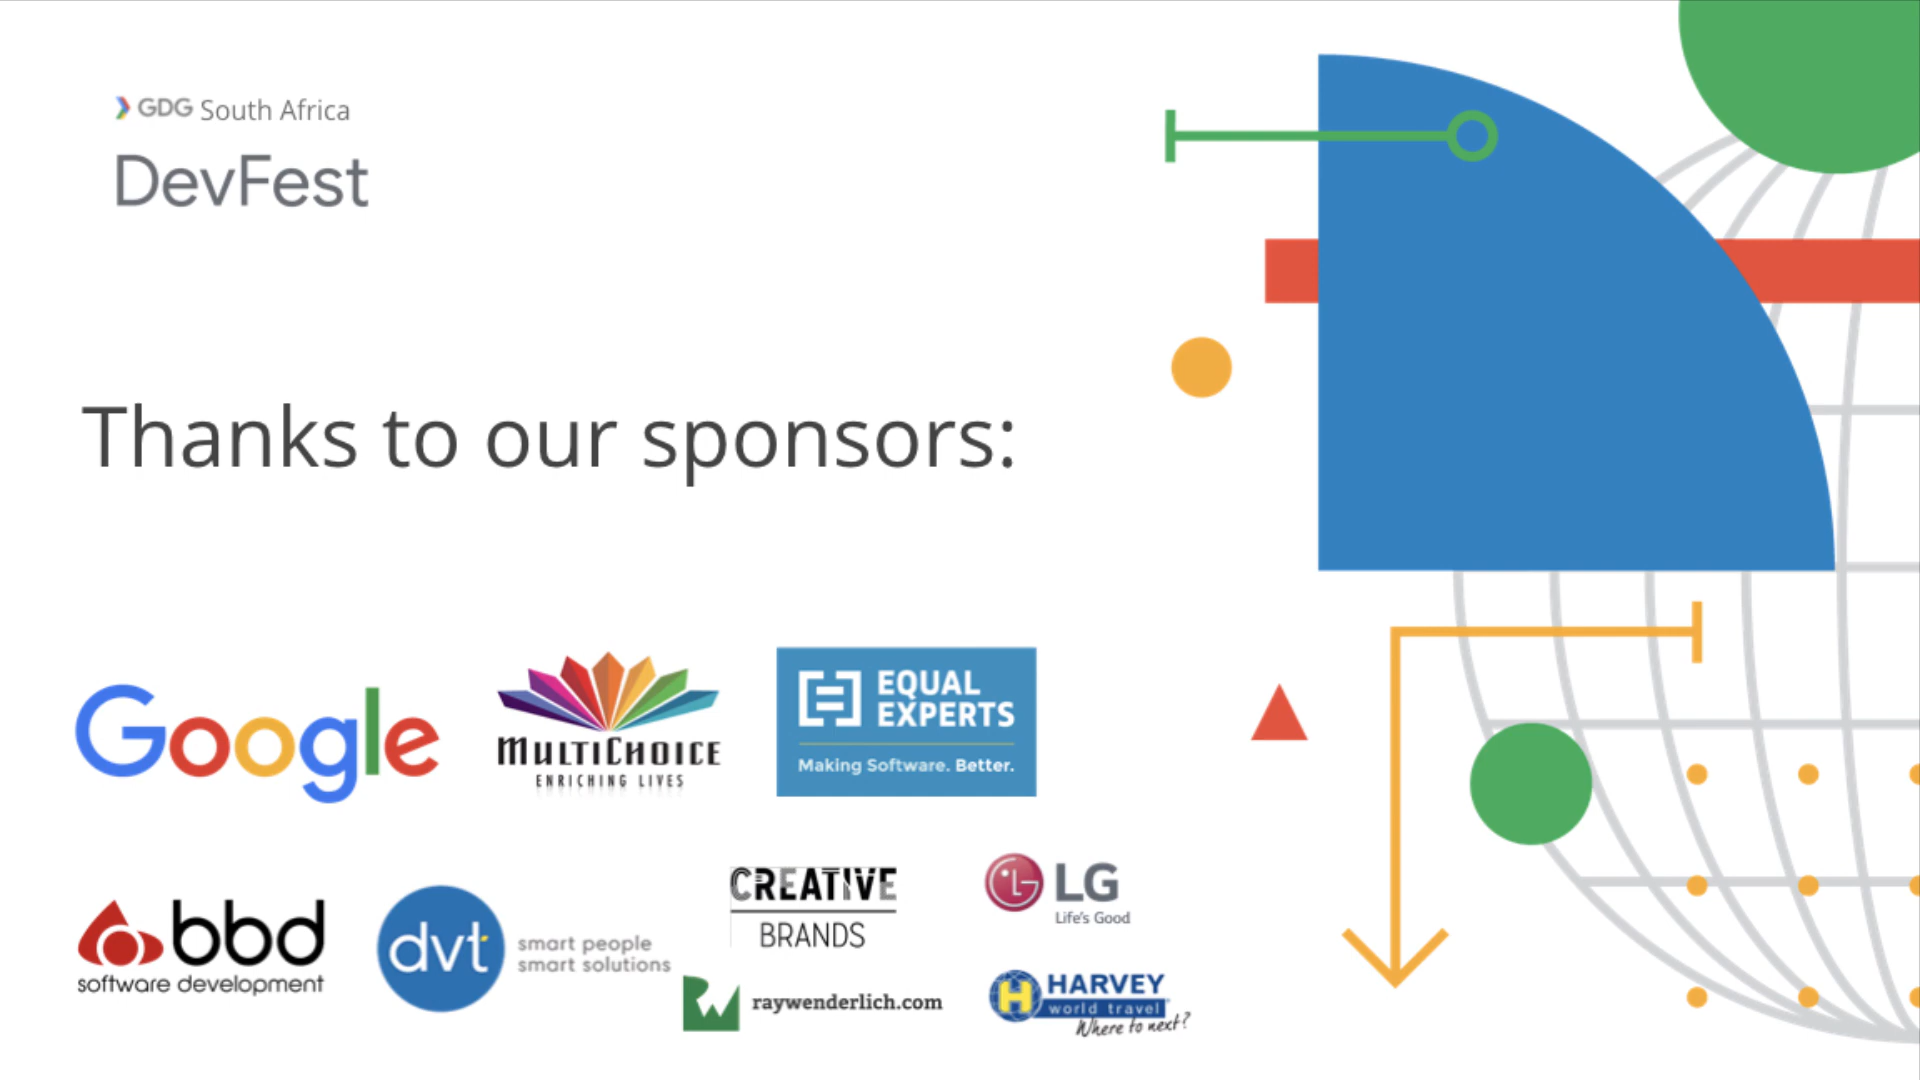 GDG South Africa
DevFest
Thanks to our sponsors:
Google
MULTICHOICE
ENRICHING LIVES
EQUAL
EXPERTS
Making Software. Better.
bbd
software development
dvt
smart people
smart solutions
CREATIVE
BRANDS
LG
Life's Good
RW
raywenderlich.com
H
HARVEY
world travel
Where to next?